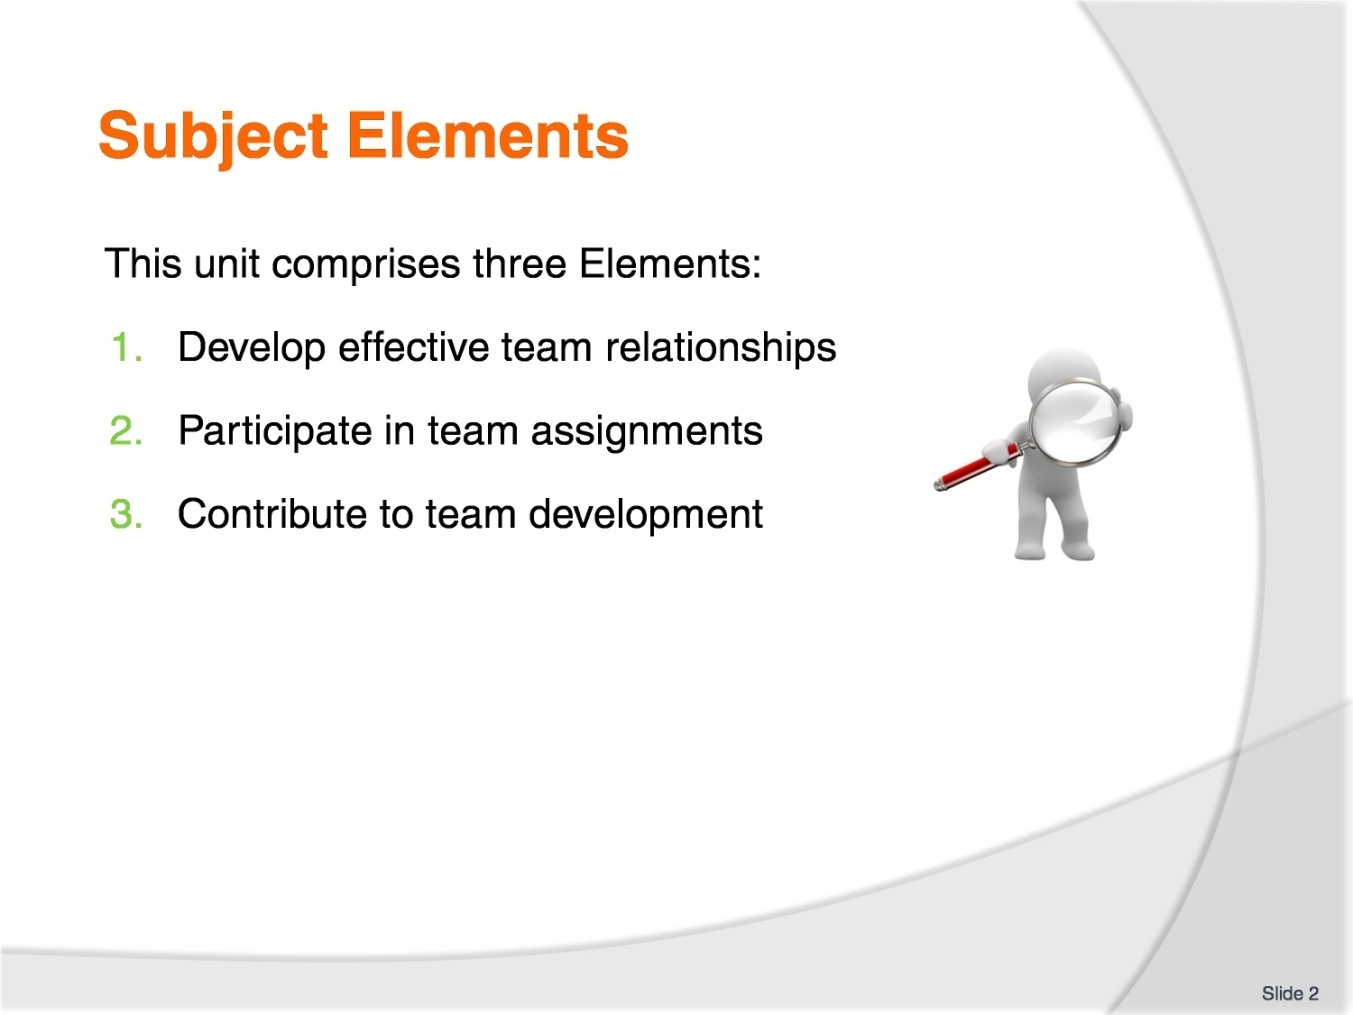 Subject Elements
This unit comprises three Elements:
1. Develop effective team relationships
2. Participate in team assignments
3. Contribute to team development
Slide 2